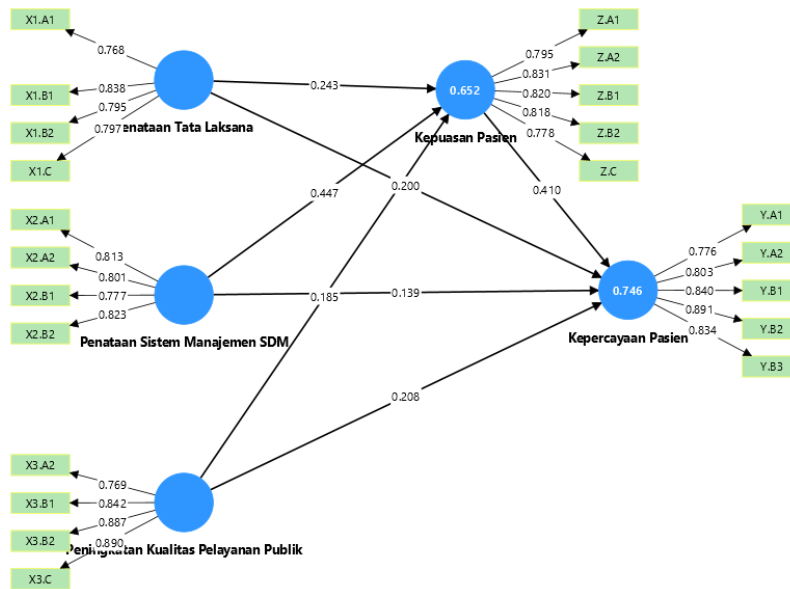 X1.A1
0.768
X1.B1
0.838
X1.B2
0.795
0.797
X1.C
enataan Tata Laksana
X2.A1
0.813
X2.A2
0.801
X2.B1
0.777
X2.B2
0.823
Penataan Sistem Manajemen SDM
X3.A2
0.769
X3.B1
0.842
X3.B2
0.887
0.890
X3.C
Peningkatan Kualitas Pelayanan Publik
0.243
0.447
0.200
0.185
0.139
0.208
0.652
Kepuasan Pasien
0.410
Z.A1
0.795
Z.A2
0.831
Z.B1
0.820
Z.B2
0.818
0.778
Z.C
0.746
Kepercayaan Pasien
Y.A1
0.776
Y.A2
0.803
Y.B1
0.840
Y.B2
0.891
0.834
Y.B3